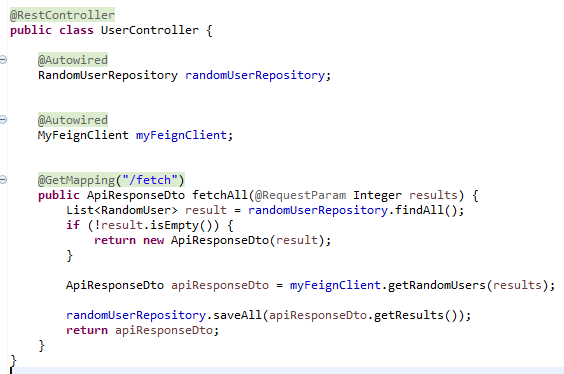 @RestController
public class UserController {
@Autowired
RandomUserRepository randomUserRepository;
@Autowired
MyFeignClient myFeignClient;
@GetMapping("/fetch")
public ApiResponseDto fetchAll(@RequestParam Integer results) {
List<RandomUser> result = randomUserRepository.findAll();
if (!result.isEmpty()) {
return new ApiResponseDto(result);
}
ApiResponseDto apiResponseDto = myFeignClient.getRandomUsers(results);
randomUserRepository.saveAll(apiResponseDto.getResults());
return apiResponseDto;
}
}